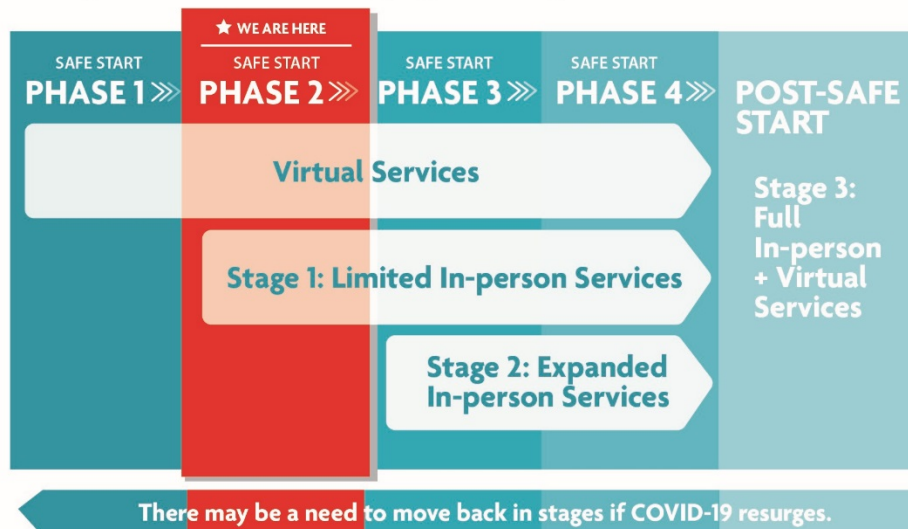 ★ WE ARE HERE
SAFE START
PHASE 1 >>>
SAFE START
PHASE 2 >>>
SAFE START
PHASE 3 >>>
SAFE START
PHASE 4 >>>
POST-SAFE
START
Virtual Services
Stage 1: Limited In-person Services
Stage 2: Expanded
In-person Services
Stage 3:
Full
In-person
+ Virtual
Services
There may be a need to move back in stages if COVID-19 resurges.